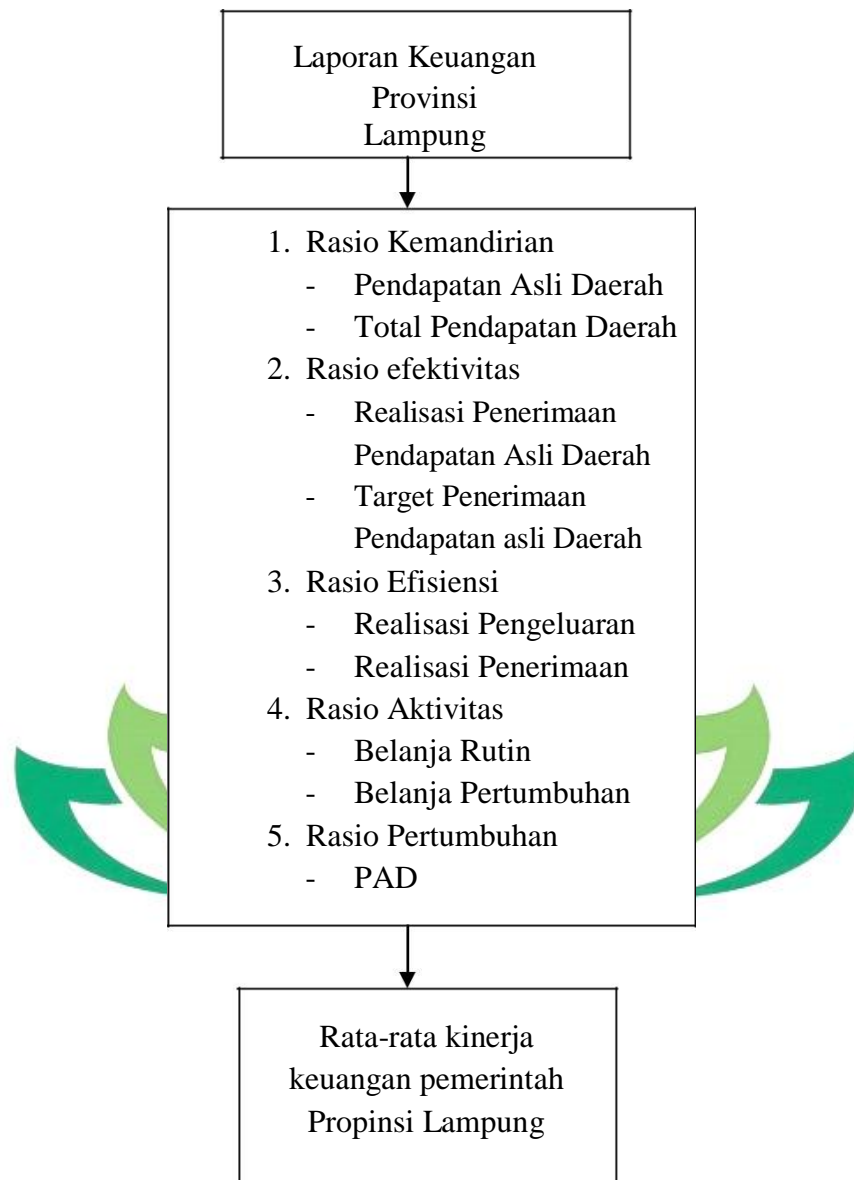 Laporan Keuangan
Provinsi
Lampung
1. Rasio Kemandirian
- Pendapatan Asli Daerah
- Total Pendapatan Daerah
2. Rasio efektivitas
- Realisasi Penerimaan
Pendapatan Asli Daerah
- Target Penerimaan
Pendapatan asli Daerah
3. Rasio Efisiensi
- Realisasi Pengeluaran
- Realisasi Penerimaan
4. Rasio Aktivitas
- Belanja Rutin
- Belanja Pertumbuhan
5. Rasio Pertumbuhan
- PAD
Rata-rata kinerja
keuangan pemerintah
Propinsi Lampung